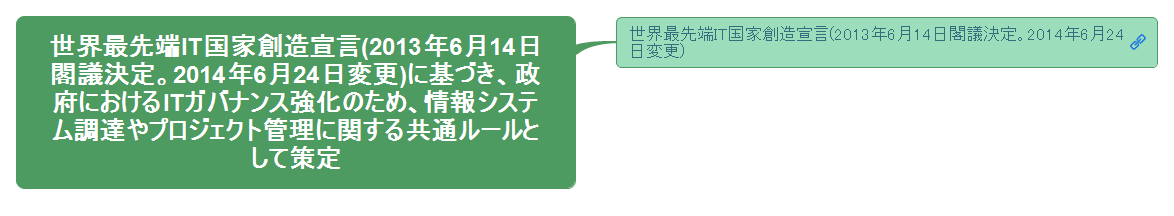 世界最先端IT国家創造宣言(2013年6月14日
閣議決定。2014年6月24日変更)に基づき、政
府におけるITガバナンス強化のため、情報システ
ム調達やプロジェクト管理に関する共通ルールと
して策定
世界最先端IT国家創造宣言(2013年6月14日閣議決定。2014年6月24
日変更)